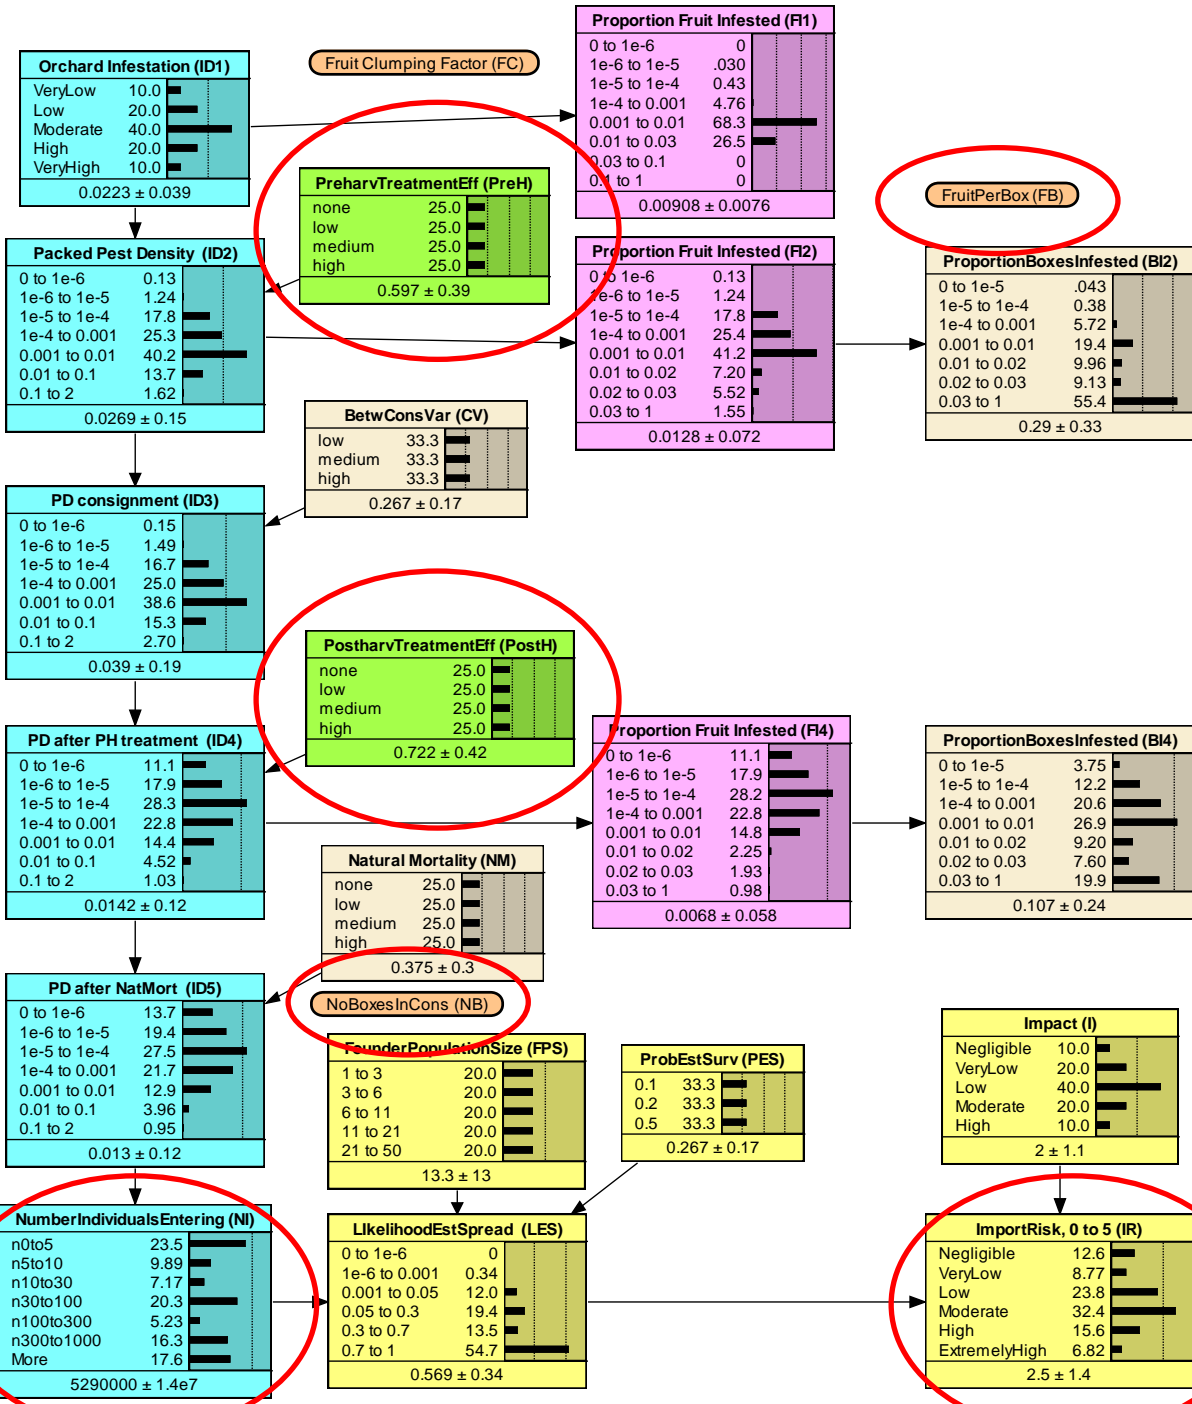 Proportion Fruit Infested (FI1)
0 to 1e-6 0
1e-6 to 1e-5 .030
1e-5 to 1e-4 0.43
1e-4 to 0.001 4.76
0.001 to 0.01 68.3
0.01 to 0.03 26.5
0.03 to 0.1 0
0.1 to 1 0
0.00908 ± 0.0076
Orchard Infestation (ID1)
VeryLow 10.0
Low 20.0
Moderate 40.0
High 20.0
VeryHigh 10.0
0.0223 ± 0.039
Fruit Clumping Factor (FC)
PreharvTreatmentEff (PreH)
none 25.0
low 25.0
medium 25.0
high 25.0
0.597 ± 0.39
FruitPerBox (FB)
Packed Pest Density (ID2)
0 to 1e-6 0.13
1e-6 to 1e-5 1.24
1e-5 to 1e-4 17.8
1e-4 to 0.001 25.3
0.001 to 0.01 40.2
0.01 to 0.1 13.7
0.1 to 2 1.62
0.0269 ± 0.15
Proportion Fruit Infested (FI2)
0 to 1e-6 0.13
1e-6 to 1e-5 1.24
1e-5 to 1e-4 17.8
1e-4 to 0.001 25.4
0.001 to 0.01 41.2
0.01 to 0.02 7.20
0.02 to 0.03 5.52
0.03 to 1 1.55
0.0128 ± 0.072
ProportionBoxesInfested (BI2)
0 to 1e-5 .043
1e-5 to 1e-4 0.38
1e-4 to 0.001 5.72
0.001 to 0.01 19.4
0.01 to 0.02 9.96
0.02 to 0.03 9.13
0.03 to 1 55.4
0.29 ± 0.33
BetwConsVar (CV)
low 33.3
medium 33.3
high 33.3
0.267 ± 0.17
PD consignment (ID3)
0 to 1e-6 0.15
1e-6 to 1e-5 1.49
1e-5 to 1e-4 16.7
1e-4 to 0.001 25.0
0.001 to 0.01 38.6
0.01 to 0.1 15.3
0.1 to 2 2.70
0.039 ± 0.19
PostharvTreatmentEff (PostH)
none 25.0
low 25.0
medium 25.0
high 25.0
0.722 ± 0.42
PD after PH treatment (ID4)
0 to 1e-6 11.1
1e-6 to 1e-5 17.9
1e-5 to 1e-4 28.3
1e-4 to 0.001 22.8
0.001 to 0.01 14.4
0.01 to 0.1 4.52
0.1 to 2 1.03
0.0142 ± 0.12
Proportion Fruit Infested (FI4)
0 to 1e-6 11.1
1e-6 to 1e-5 17.9
1e-5 to 1e-4 28.2
1e-4 to 0.001 22.8
0.001 to 0.01 14.8
0.01 to 0.02 2.25
0.02 to 0.03 1.93
0.03 to 1 0.98
0.0068 ± 0.058
ProportionBoxesInfested (BI4)
0 to 1e-5 3.75
1e-5 to 1e-4 12.2
1e-4 to 0.001 20.6
0.001 to 0.01 26.9
0.01 to 0.02 9.20
0.02 to 0.03 7.60
0.03 to 1 19.9
0.107 ± 0.24
Natural Mortality (NM)
none 25.0
low 25.0
medium 25.0
high 25.0
0.375 ± 0.3
PD after NatMort (ID5)
0 to 1e-6 13.7
1e-6 to 1e-5 19.4
1e-5 to 1e-4 27.5
1e-4 to 0.001 21.7
0.001 to 0.01 12.9
0.01 to 0.1 3.96
0.1 to 2 0.95
0.013 ± 0.12
NoBoxesInCons (NB)
FounderPopulationSize (FPS)
1 to 3 20.0
3 to 6 20.0
6 to 11 20.0
11 to 21 20.0
21 to 50 20.0
13.3 ± 13
ProbEstSurv (PES)
0.1 33.3
0.2 33.3
0.5 33.3
0.267 ± 0.17
Impact (I)
Negligible 10.0
VeryLow 20.0
Low 40.0
Moderate 20.0
High 10.0
2 ± 1.1
NumberIndividualsEntering (NI)
n0to5 23.5
n5to10 9.89
n10to30 7.17
n30to100 20.3
n100to300 5.23
n300to1000 16.3
More 17.6
5290000 ± 1.4e7
LIkelihoodEstSpread (LES)
0 to 1e-6 0
1e-6 to 0.001 0.34
0.001 to 0.05 12.0
0.05 to 0.3 19.4
0.3 to 0.7 13.5
0.7 to 1 54.7
0.569 ± 0.34
ImportRisk, 0 to 5 (IR)
Negligible 12.6
VeryLow 8.77
Low 23.8
Moderate 32.4
High 15.6
ExtremelyHigh 6.82
2.5 ± 1.4